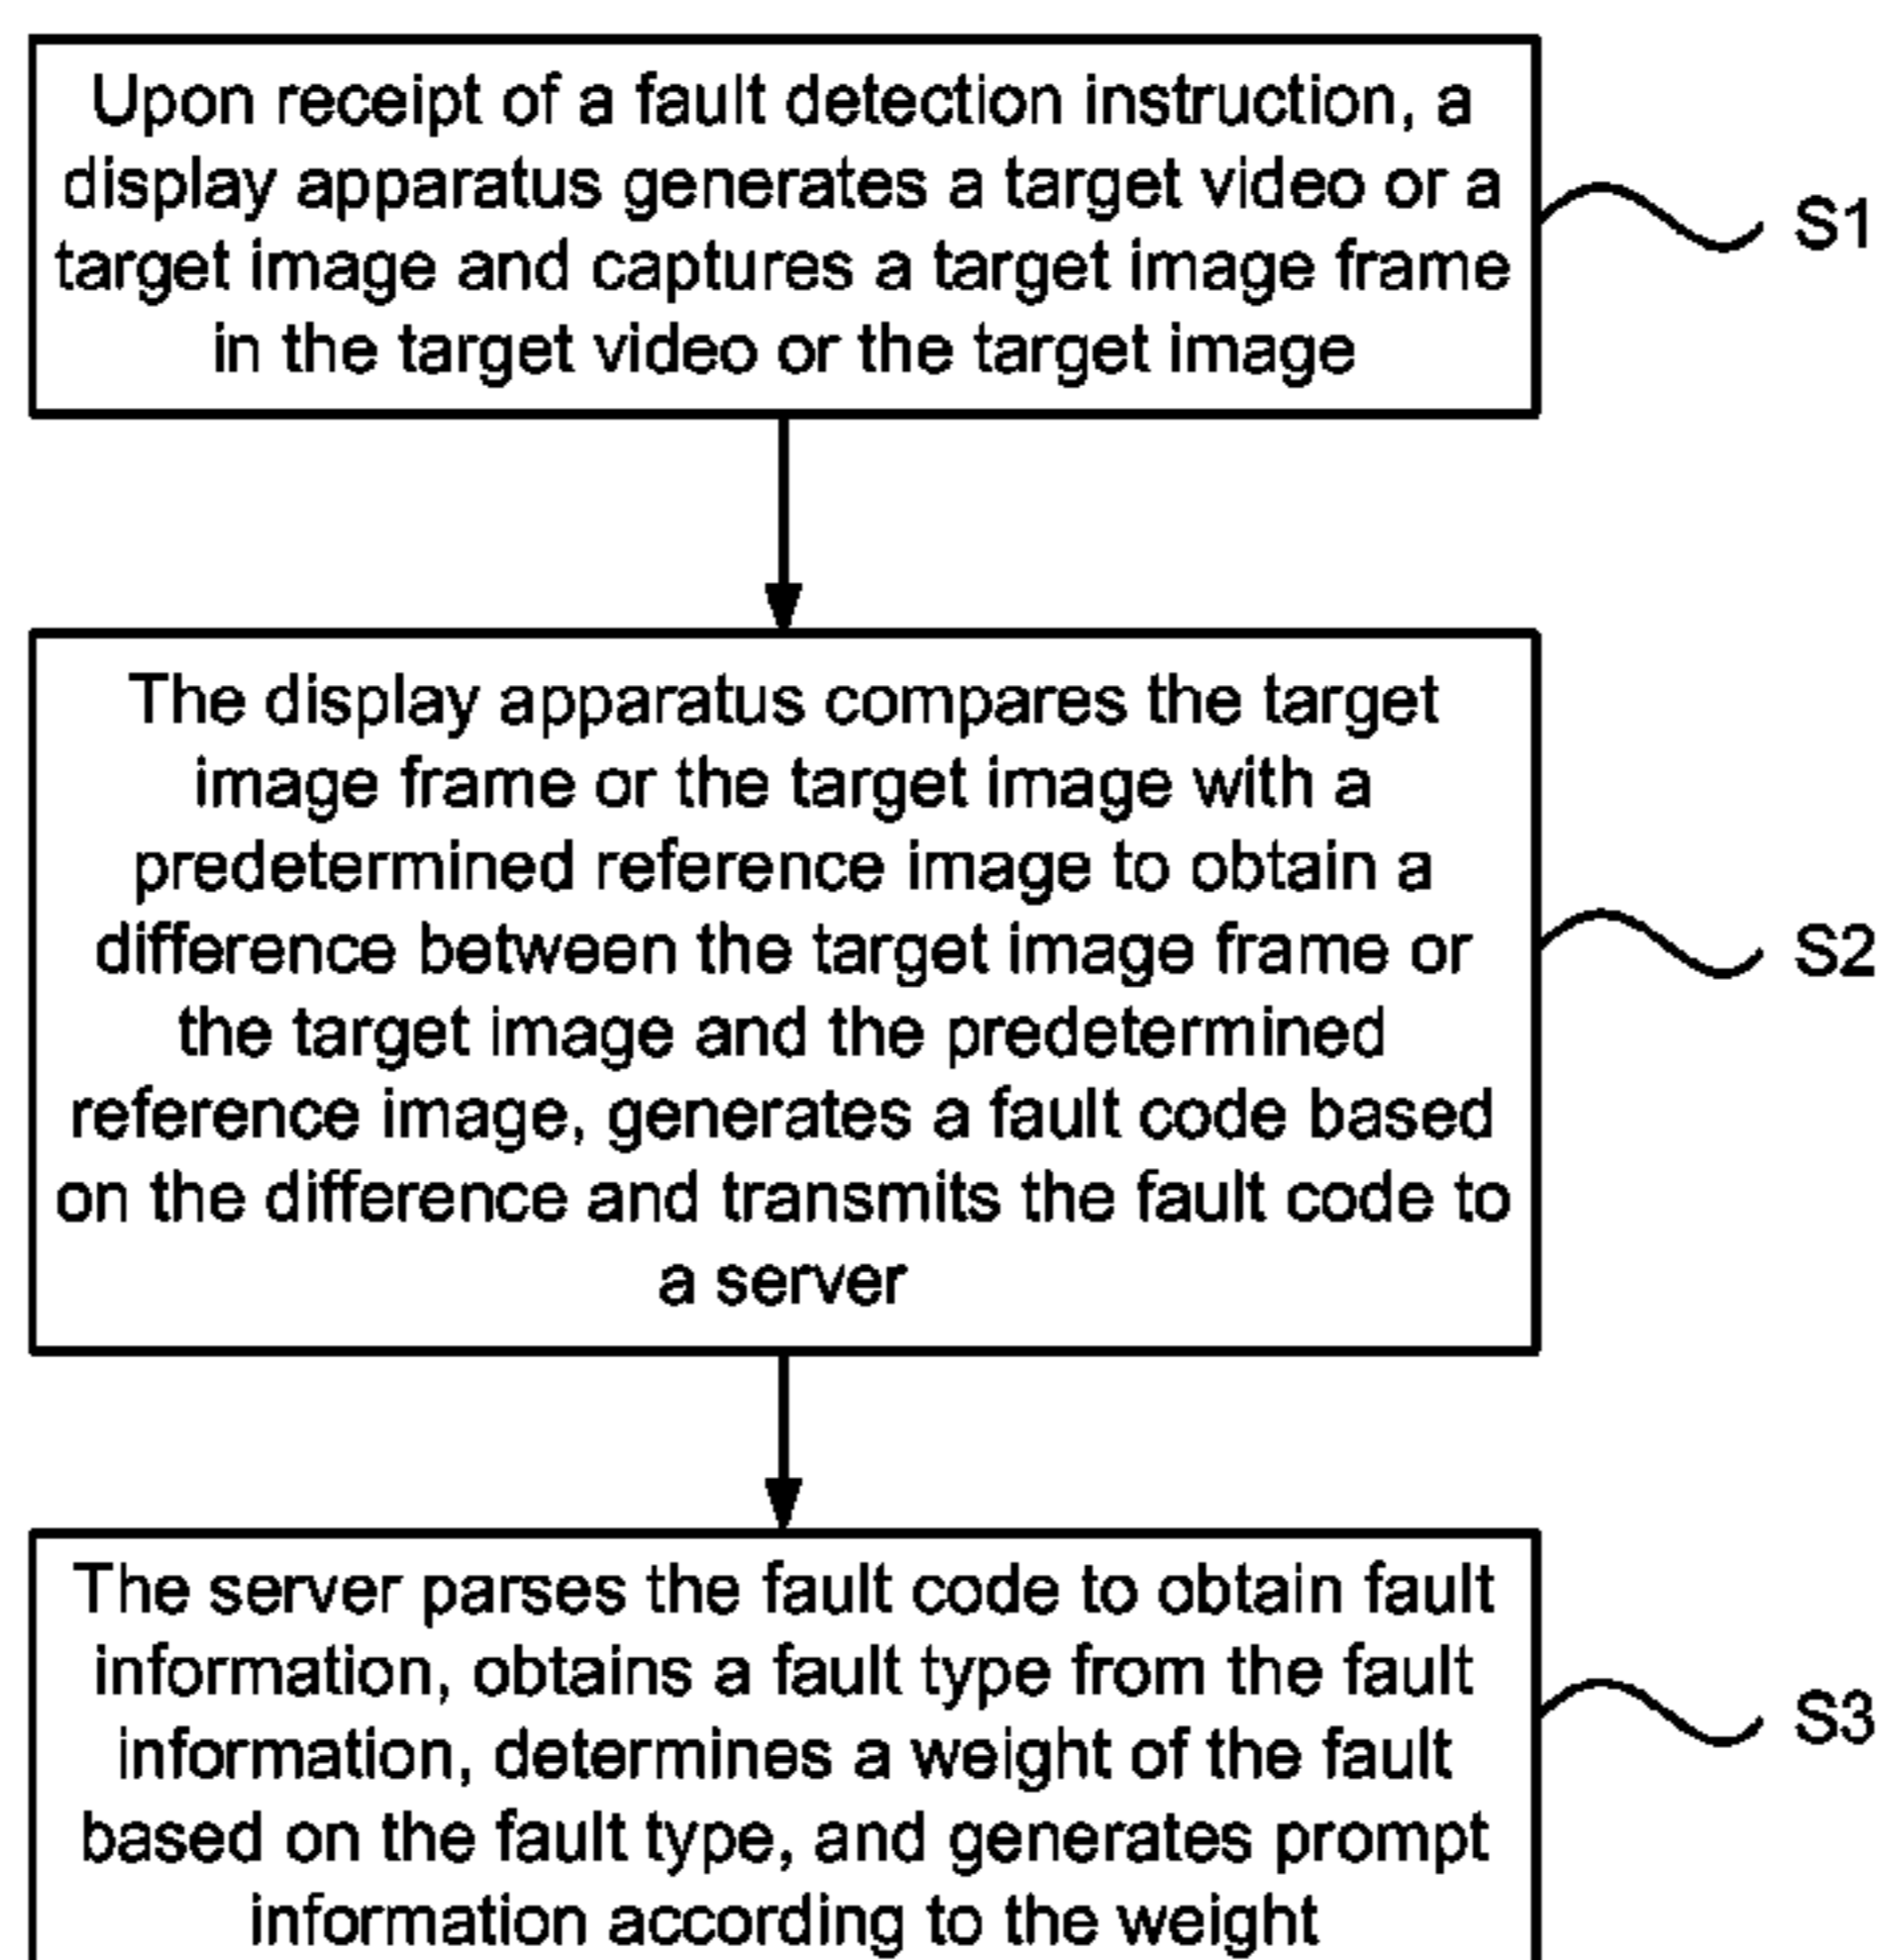 Upon receipt of a fault detection instruction, a
display apparatus generates a target video or a
target image and captures a target image frame
in the target video or the target image
S1
The display apparatus compares the target
image frame or the target image with a
predetermined reference image to obtain a
difference between the target image frame or
the target image and the predetermined
reference image, generates a fault code based
on the difference and transmits the fault code to
a server
S2
The server parses the fault code to obtain fault
information, obtains a fault type from the fault
information, determines a weight of the fault
based on the fault type, and generates prompt
information according to the weight
S3